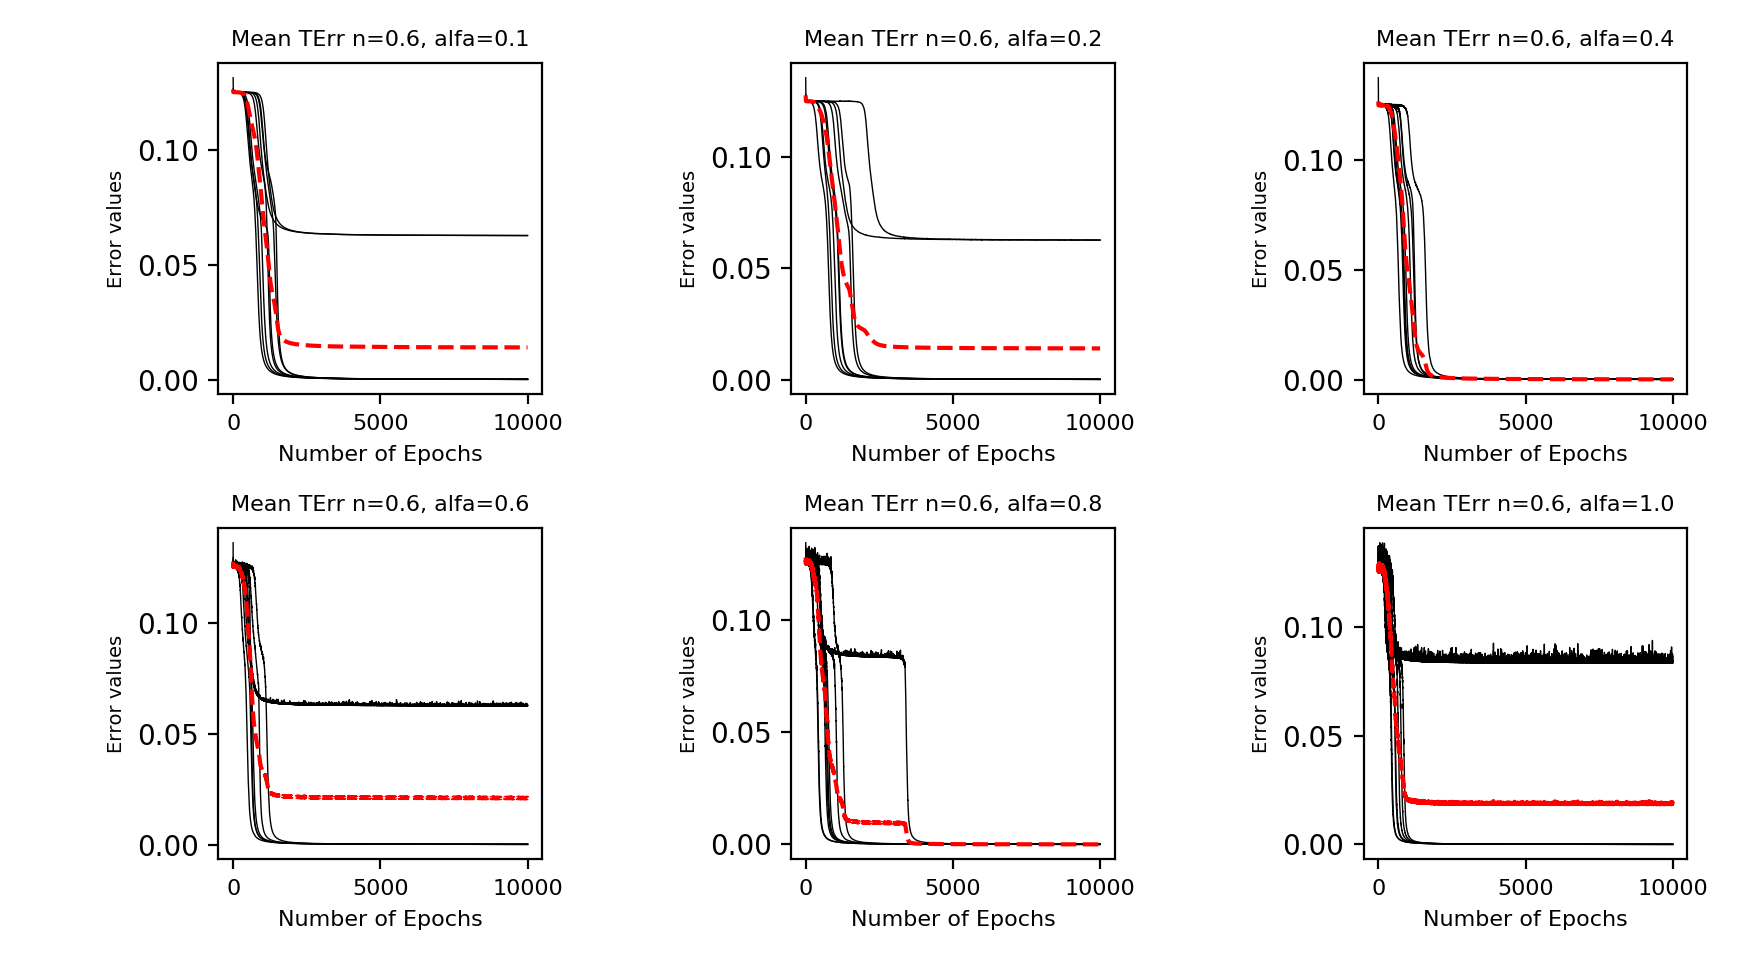 Mean TErr n=0.6, alfa=0.1
Error values
0.10
0.05
0.00
0 5000 10000
Number of Epochs
Mean TErr n=0.6, alfa=0.2
Error values
0.10
0.05
0.00
0 5000 10000
Number of Epochs
Mean TErr n=0.6, alfa=0.4
Error values
0.10
0.05
0.00
0 5000 10000
Number of Epochs
Mean TErr n=0.6, alfa=0.6
Error values
0.10
0.05
0.00
0 5000 10000
Number of Epochs
Mean TErr n=0.6, alfa=0.8
Error values
0.10
0.05
0.00
0 5000 10000
Number of Epochs
Mean TErr n=0.6, alfa=1.0
Error values
0.10
0.05
0.00
0 5000 10000
Number of Epochs